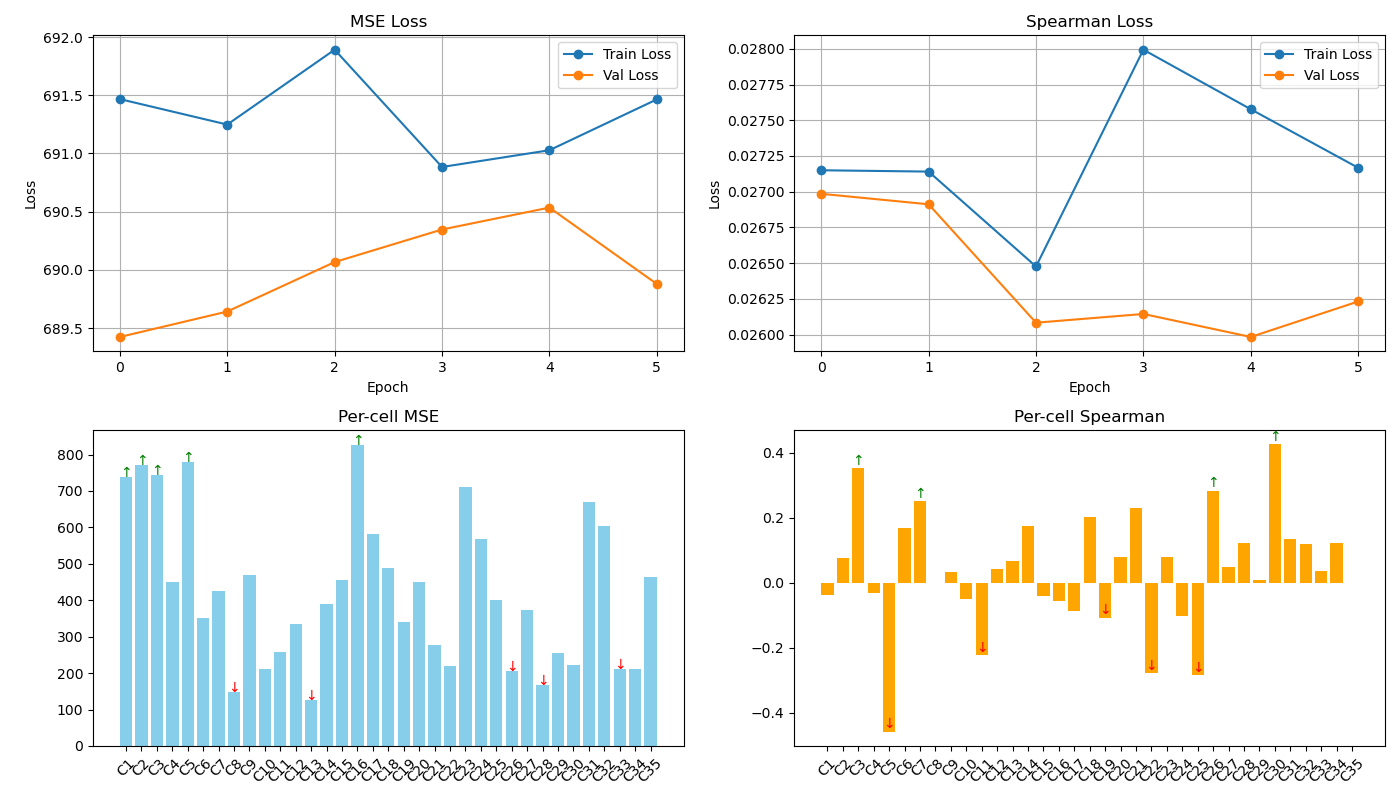 MSE Loss
692.0
691.5
691.0
690.5
690.0
689.5
Loss
Train Loss
Val Loss
0 1 2 3 4 5
Epoch
Spearman Loss
0.02800
0.02775
0.02750
0.02725
0.02700
0.02675
0.02650
0.02625
0.02600
Loss
Train Loss
Val Loss
0 1 2 3 4 5
Epoch
Per-cell MSE
800
700
600
500
400
300
200
100
0
↑ ↑ ↑ ↑ ↓ ↓ ↑ ↓ ↓ ↓
C1 C2 C3 C4 C5 C6 C7 C8 C9 C10 C11 C12 C13 C14 C15 C16 C17 C18 C19 C20 C21 C22 C23 C24 C25 C26 C27 C28 C29 C30 C31 C32 C33 C34 C35
Per-cell Spearman
0.4
0.2
0.0
−0.2
−0.4
↑ ↓ ↑ ↓ ↓ ↓ ↓ ↑ ↑
C1 C2 C3 C4 C5 C6 C7 C8 C9 C10 C11 C12 C13 C14 C15 C16 C17 C18 C19 C20 C21 C22 C23 C24 C25 C26 C27 C28 C29 C30 C31 C32 C33 C34 C35